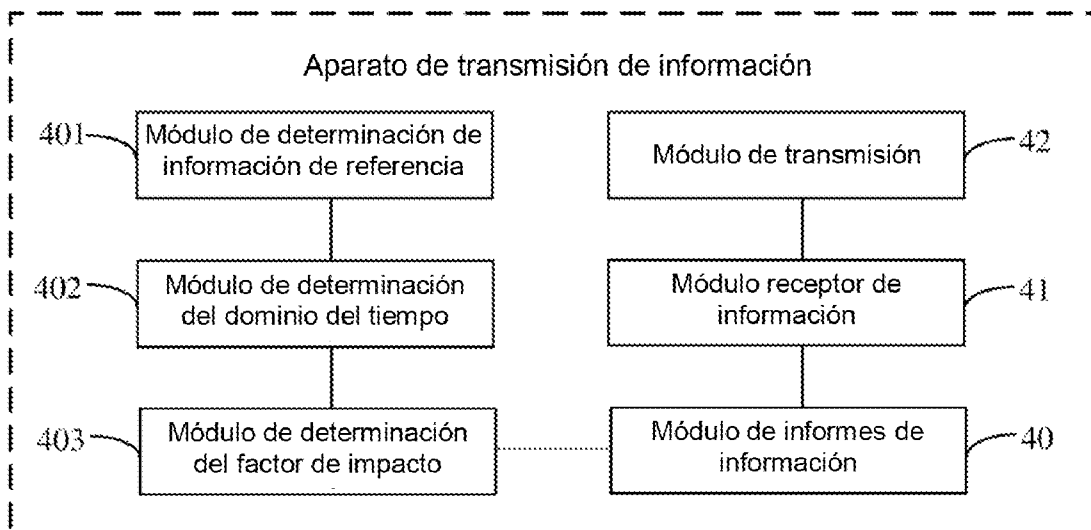 Aparato de transmisión de información
401
Módulo de determinación de
información de referencia
Módulo de transmisión
42
402
Módulo de determinación
del dominio del tiempo
Módulo receptor de
información
41
403
Módulo de determinación
del factor de impacto
Módulo de informes de
información
40